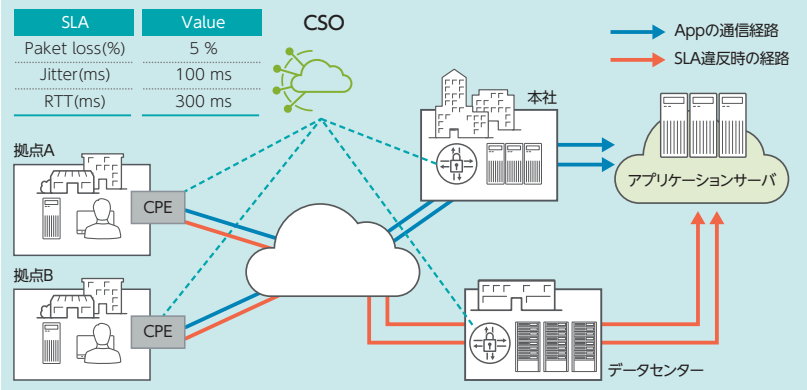 SLA Value
Paket loss(%) 5 %
Jitter(ms) 100 ms
RTT(ms) 300 ms
CSO
Appの通信経路
SLA違反時の経路
本社
拠点A
CPE
アプリケーションサーバ
拠点B
CPE
データセンター